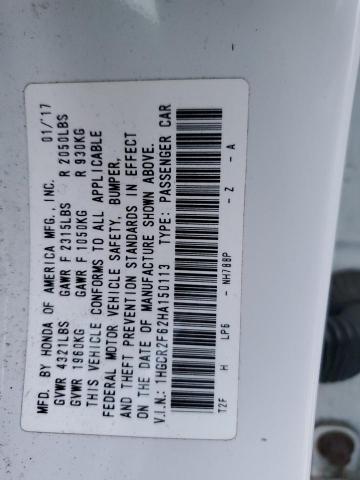 MFD. BY HONDA OF AMERICA MFG., INC. 01/'17
GVWR 4321LBS GAWR F 2315LBS R 2050LBS
GVWR 1960KG GAWR F 1050KG R 930KG
THIS VEHICLE CONFORMS TO ALL APPLICABLE
FEDERAL MOTOR VEHICLE SAFETY, BUMPER,
AND THEFT PREVENTION STANDARDS IN EFFECT
ON THE DATE OF MANUFACTURE SHOWN ABOVE.
V.I.N.: 1HGCR2F62HA150113 TYPE: PASSENGER CAR
T2F H LP6 - NH788P - Z - A